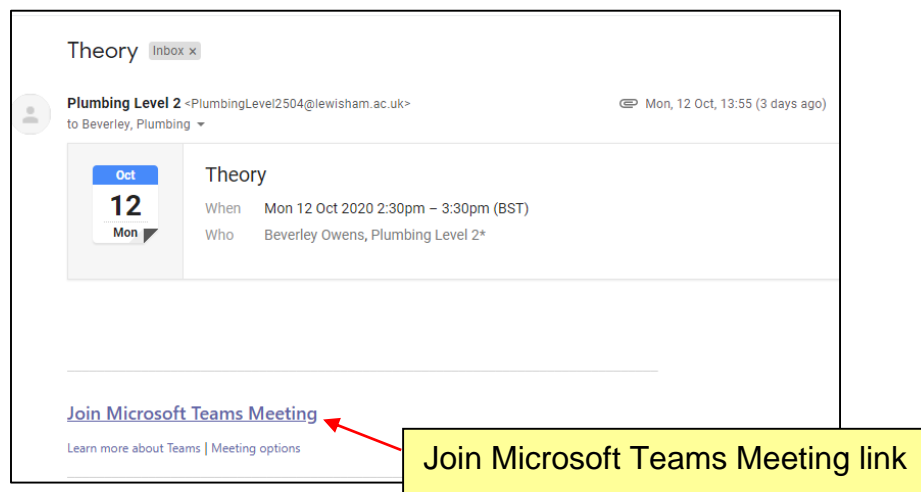 Theory Inbox x
Plumbing Level 2 <PlumbingLevel2504@lewisham.ac.uk> Mon, 12 Oct, 13:55 (3 days ago)
to Beverley, Plumbing
Oct
12
Mon
Theory
When Mon 12 Oct 2020 2:30pm – 3:30pm (BST)
Who Beverley Owens, Plumbing Level 2*
Join Microsoft Teams Meeting
Learn more about Teams | Meeting options
Join Microsoft Teams Meeting link